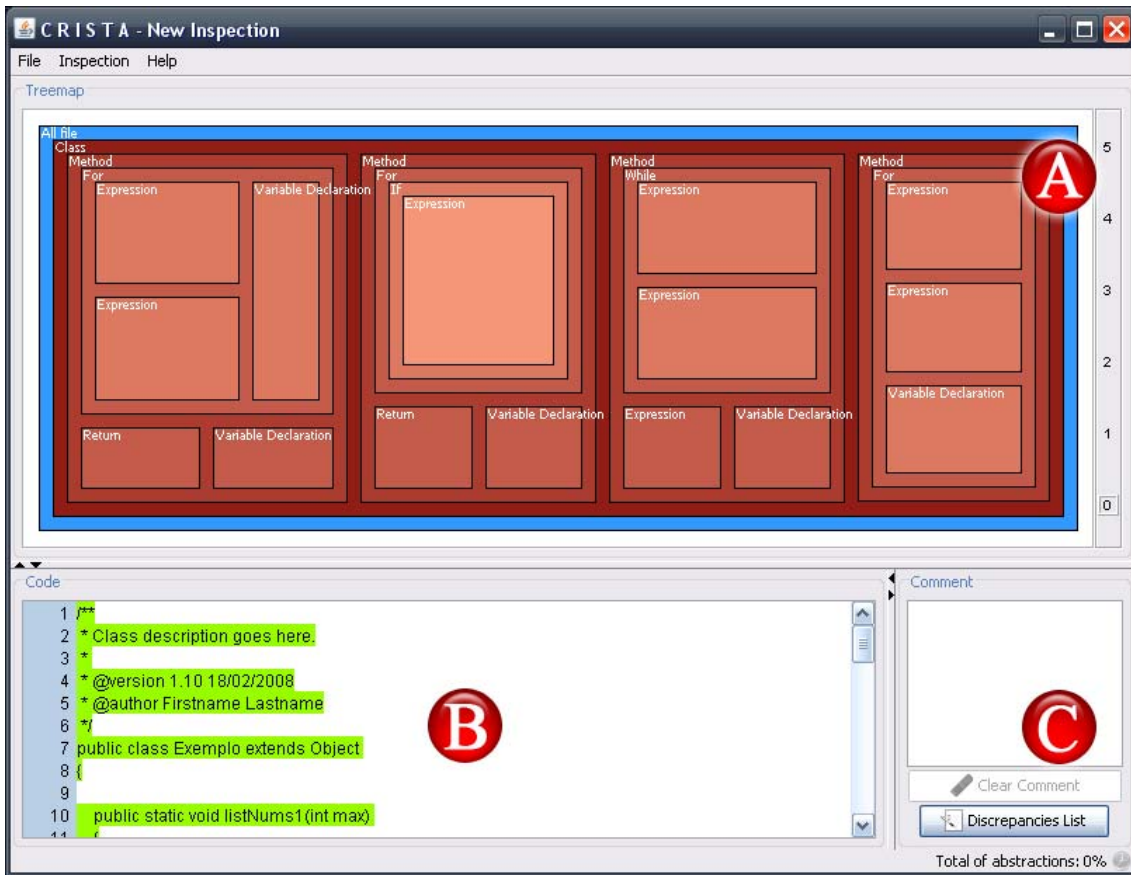 C R I S T A - New Inspection
File Inspection Help
Treemap
All file
Class
Method Method Method Method
For For While For
Expression Variable Declaration If Expression Expression
Expression
5
A
4
Expression Expression Expression
3
2
Variable Declaration
Return Variable Declaration Expression Variable Declaration
Return Variable Declaration
1
0
Code
1 /**
2 * Class description goes here.
3 *
4 * @version 1.10 18/02/2008
5 * @author Firstname Lastname
6 */
7 public class Exemplo extends Object
8 {
9
10 public static void listNums1(int max)
11 {
B
Comment
C
Clear Comment
Discrepancies List
Total of abstractions: 0%